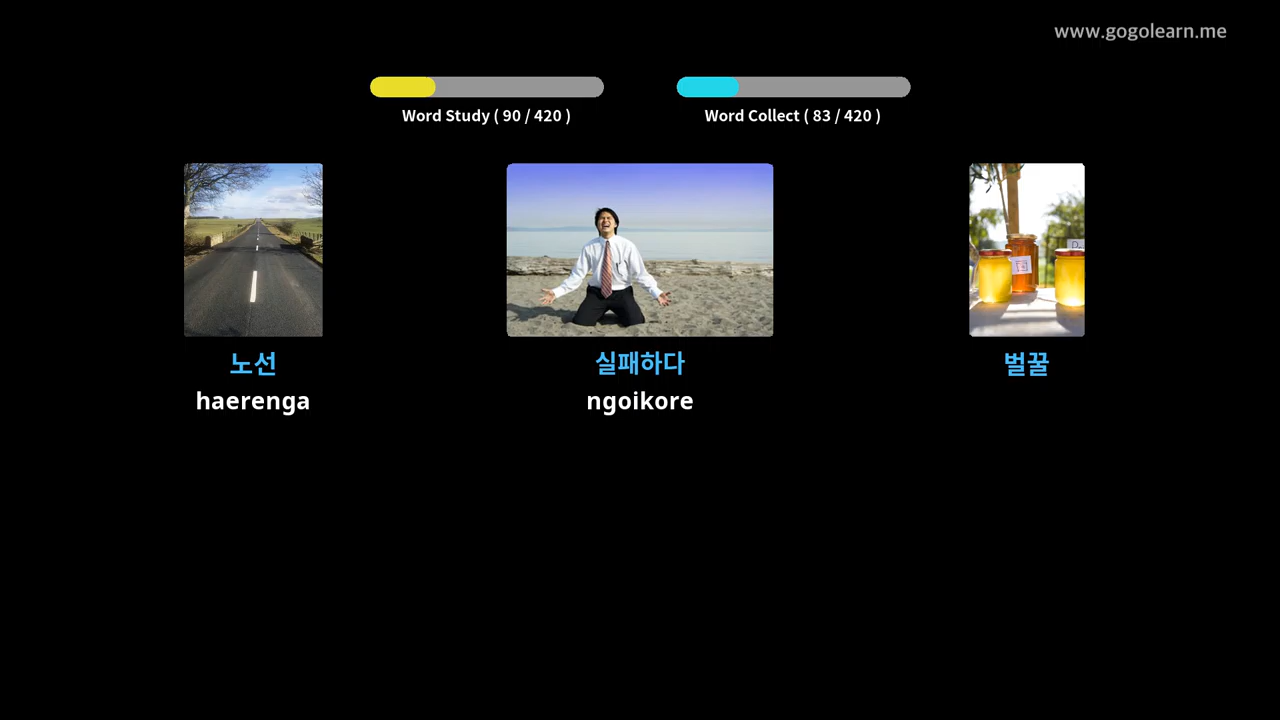 www.gogolearn.me
Word Study ( 90 / 420 )
Word Collect ( 83 / 420 )
노선
실패하다
벌꿀
haerenga
ngoikore